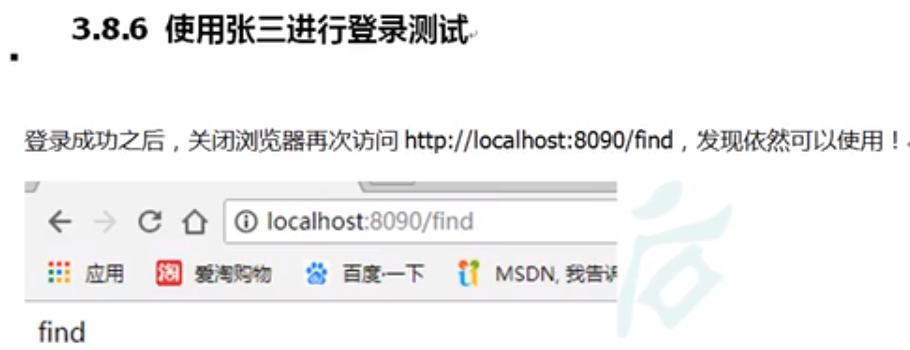 3.8.6 使用张三进行登录测试
登录成功之后，关闭浏览器再次访问 http://localhost:8090/find，发现依然可以使用！
localhost:8090/find
应用 淘 爱淘购物 百度一下 MSDN, 我告诉
find